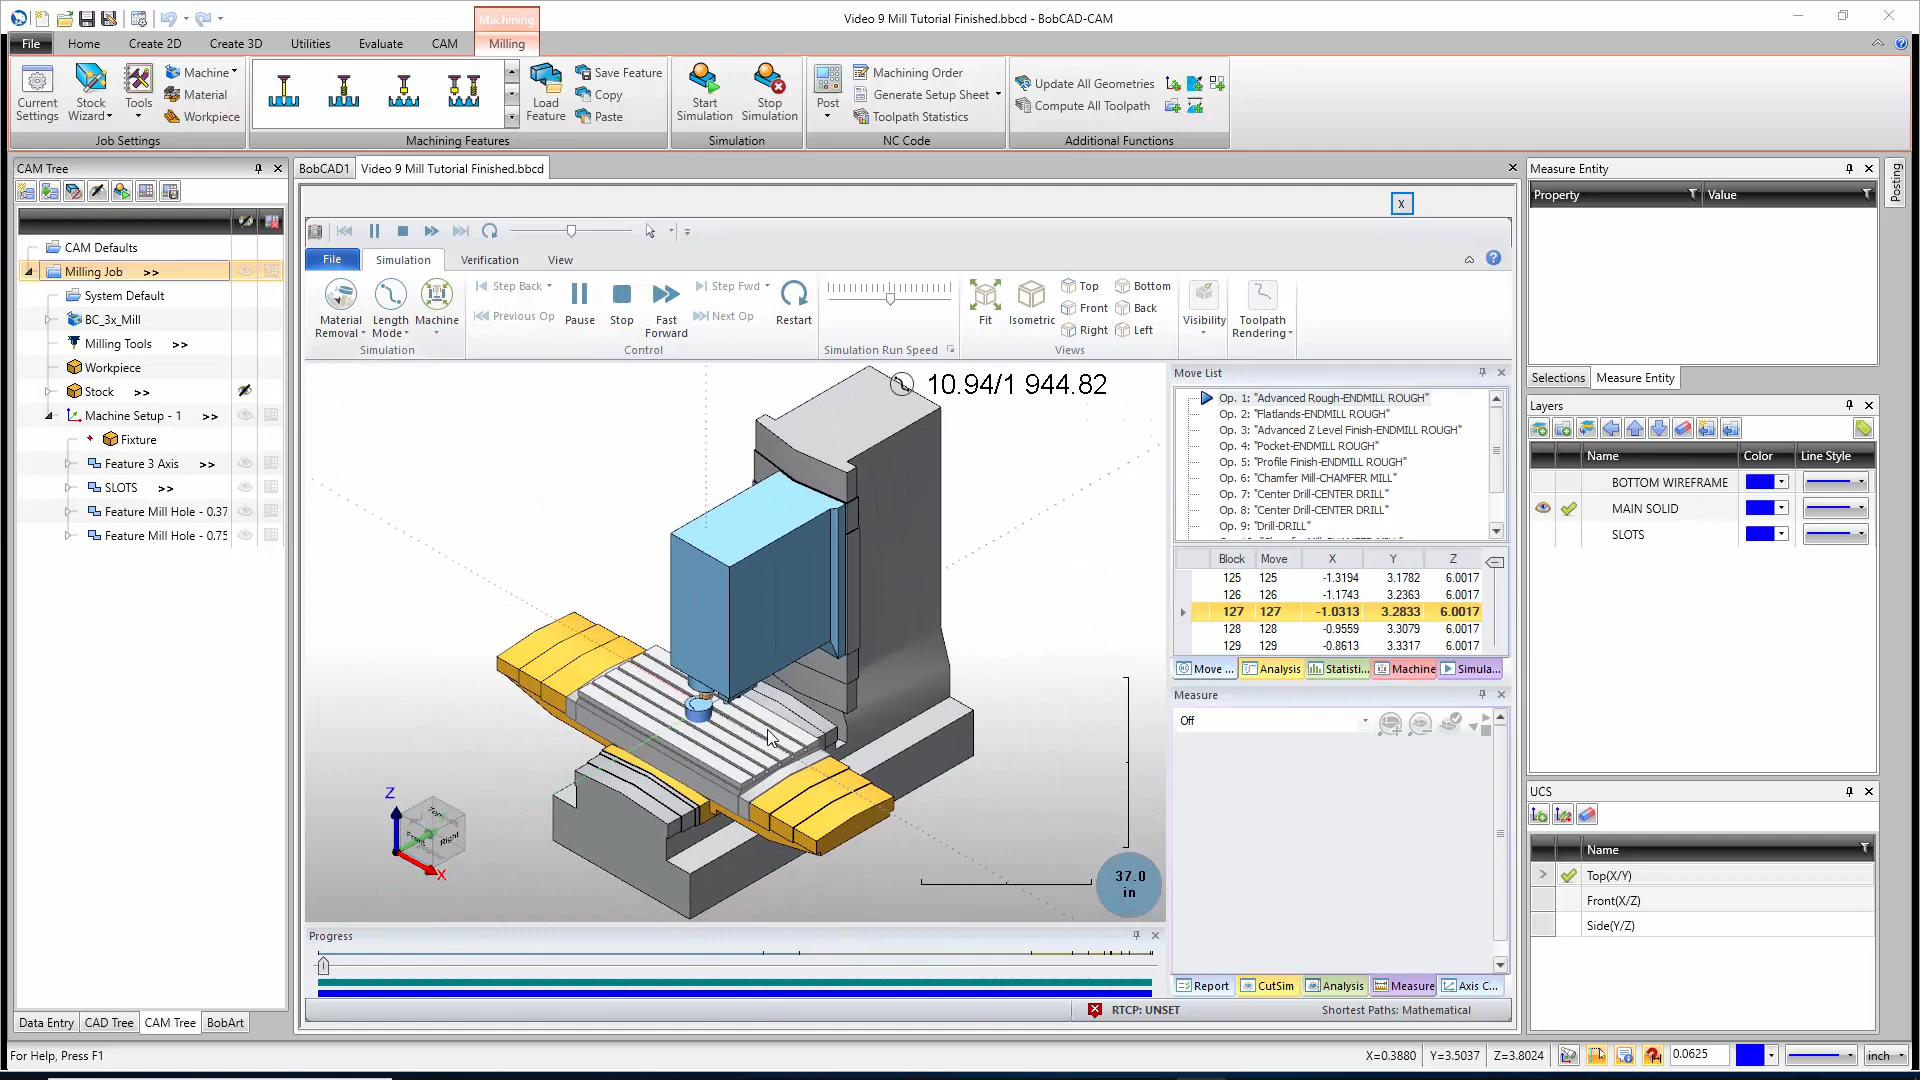 Machining
Video 9 Mill Tutorial Finished.bbcd - BobCAD-CAM
File Home Create 2D Create 3D Utilities Evaluate CAM Milling
Current Settings
Stock Wizard
Tools
Machine
Material
Workpiece
Job Settings
Load Feature
Save Feature
Copy
Paste
Machining Features
Start Simulation
Stop Simulation
Simulation
Post
Machining Order
Generate Setup Sheet
Toolpath Statistics
NC Code
Update All Geometries
Compute All Toolpath
Additional Functions
CAM Tree
CAM Defaults
Milling Job >>
System Default
BC_3x_Mill
Milling Tools >>
Workpiece
Stock >>
Machine Setup - 1 >>
Fixture
Feature 3 Axis >>
SLOTS >>
Feature Mill Hole - 0.37
Feature Mill Hole - 0.75
Data Entry CAD Tree CAM Tree BobArt
BobCAD1 Video 9 Mill Tutorial Finished.bbcd
X
File Simulation Verification View
Material Removal
Length Mode
Machine
Simulation
Step Back
Previous Op
Pause
Stop
Fast Forward
Step Fwd
Next Op
Restart
Control
Simulation Run Speed
Fit
Isometric
Top
Front
Right
Bottom
Back
Left
Views
Visibility
Toolpath Rendering
10.94/1 944.82
Z
X
Top
Front
Right
37.0
in
Move List
Op. 1: "Advanced Rough-ENDMILL ROUGH"
Op. 2: "Flatlands-ENDMILL ROUGH"
Op. 3: "Advanced Z Level Finish-ENDMILL ROUGH"
Op. 4: "Pocket-ENDMILL ROUGH"
Op. 5: "Profile Finish-ENDMILL ROUGH"
Op. 6: "Chamfer Mill-CHAMFER MILL"
Op. 7: "Center Drill-CENTER DRILL"
Op. 8: "Center Drill-CENTER DRILL"
Op. 9: "Drill-DRILL"
Block Move X Y Z
125 125 -1.3194 3.1782 6.0017
126 126 -1.1743 3.2363 6.0017
127 127 -1.0313 3.2833 6.0017
128 128 -0.9559 3.3079 6.0017
129 129 -0.8613 3.3317 6.0017
Move ... Analysis Statisti... Machine Simula...
Measure
Off
Report CutSim Analysis Measure Axis C...
Progress
RTCP: UNSET Shortest Paths: Mathematical
Measure Entity
Property Value
Selections Measure Entity
Posting
Layers
Name Color Line Style
BOTTOM WIREFRAME
MAIN SOLID
SLOTS
UCS
Name
Top(X/Y)
Front(X/Z)
Side(Y/Z)
For Help, Press F1
X=0.3880 Y=3.5037 Z=3.8024 0.0625 inch